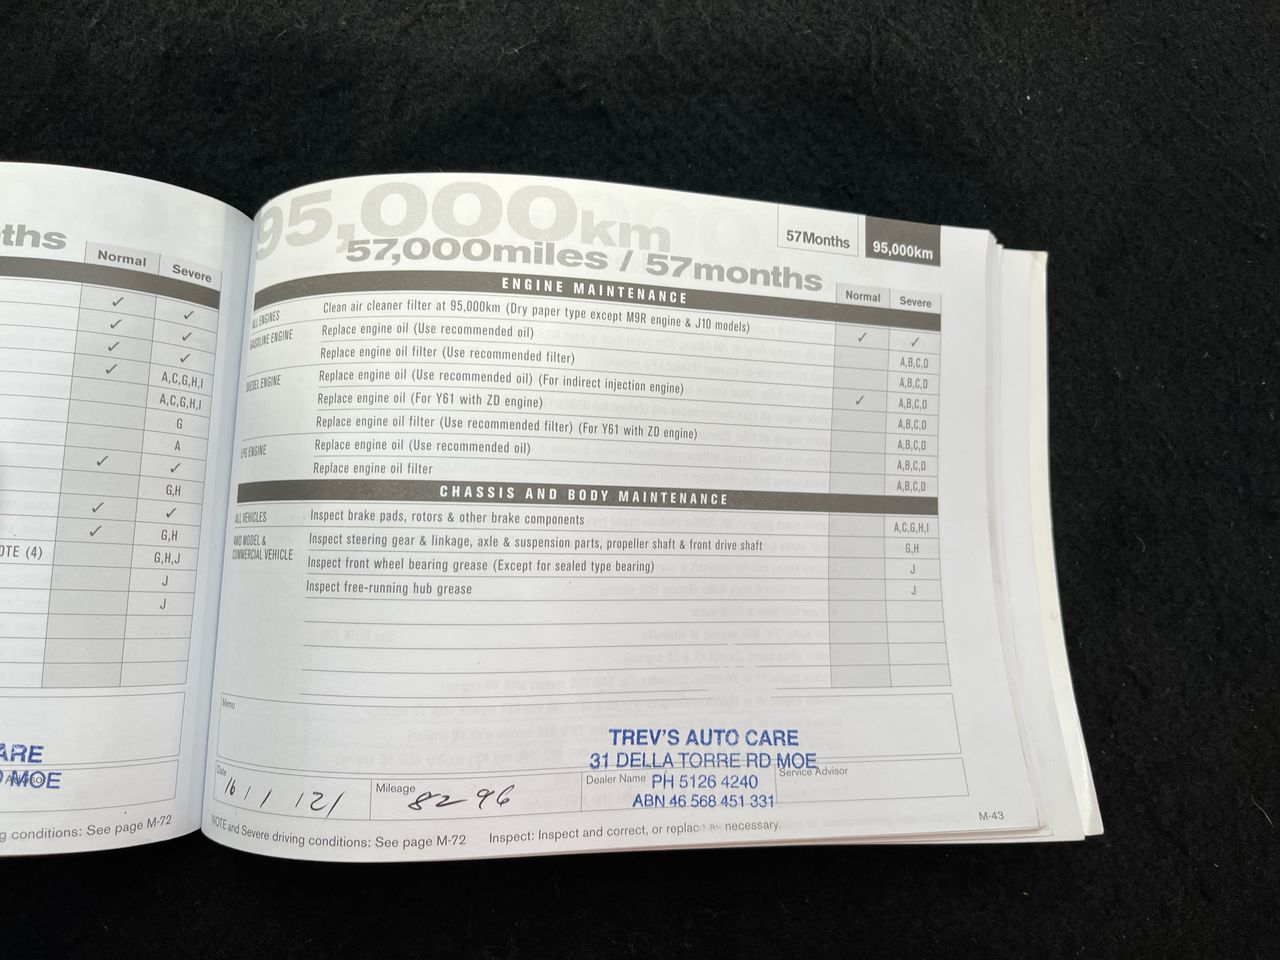 ths
Normal
Severe
✓ ✓
✓ ✓
✓ ✓
✓ A,C,G,H,I
A,C,G,H,I
G
A
✓ ✓
G,H
✓ ✓
✓ G,H
OTE (4) G,H,J
J
J
ARE
MOE
g conditions: See page M-72
95,000km
57,000miles / 57months
57Months
95,000km
ENGINE MAINTENANCE
Normal
Severe
ALL ENGINES Clean air cleaner filter at 95,000km (Dry paper type except M9R engine & J10 models) ✓ ✓
GASOLINE ENGINE Replace engine oil (Use recommended oil) A,B,C,D
Replace engine oil filter (Use recommended filter) A,B,C,D
DIESEL ENGINE Replace engine oil (Use recommended oil) (For indirect injection engine) ✓ A,B,C,D
Replace engine oil (For Y61 with ZD engine) A,B,C,D
Replace engine oil filter (Use recommended filter) (For Y61 with ZD engine) A,B,C,D
LPG ENGINE Replace engine oil (Use recommended oil) A,B,C,D
Replace engine oil filter A,B,C,D
CHASSIS AND BODY MAINTENANCE
ALL VEHICLES Inspect brake pads, rotors & other brake components A,C,G,H,I
4WD MODEL & COMMERCIAL VEHICLE Inspect steering gear & linkage, axle & suspension parts, propeller shaft & front drive shaft G,H
Inspect front wheel bearing grease (Except for sealed type bearing) J
Inspect free-running hub grease J
Memo
TREV'S AUTO CARE
31 DELLA TORRE RD MOE
PH 5126 4240
ABN 46 568 451 331
Date
16 / 1 / 21
Mileage
8296
Dealer Name
Service Advisor
NOTE and Severe driving conditions: See page M-72
Inspect: Inspect and correct, or replace as necessary.
M-43